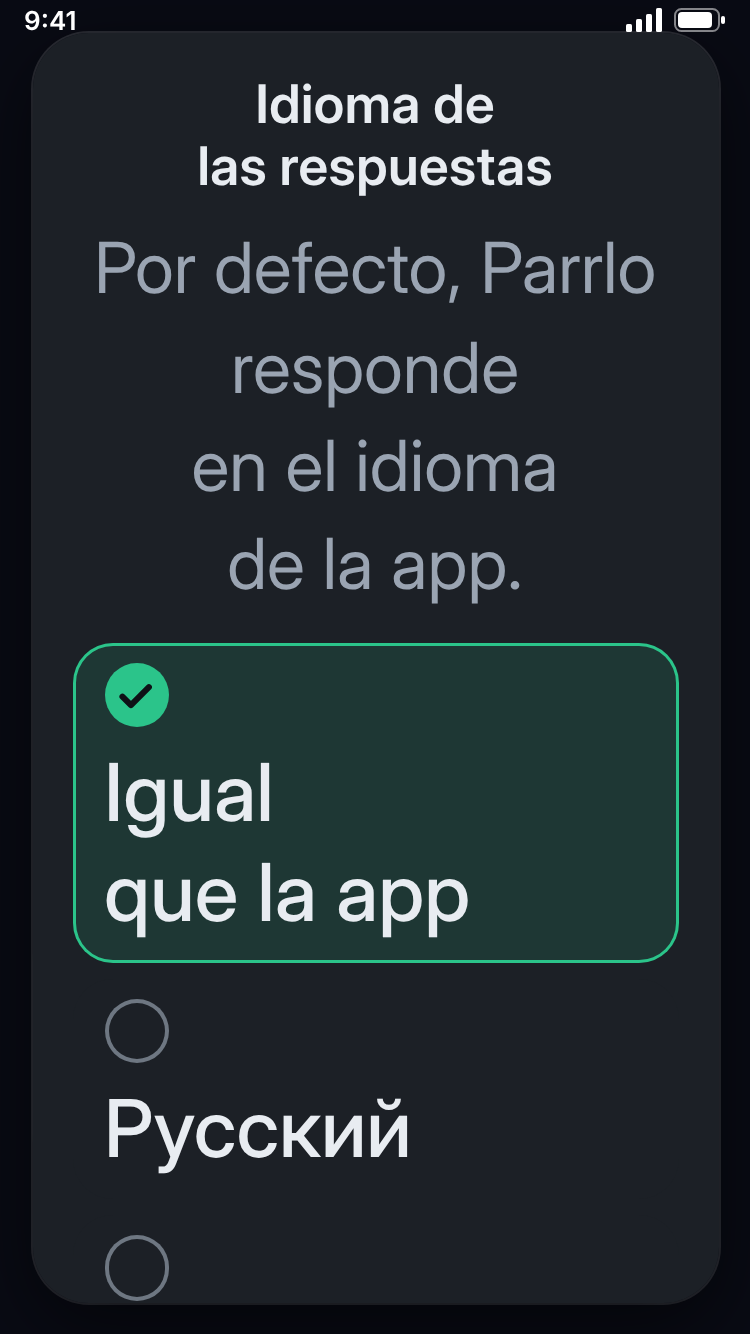 9:41
Idioma de
las respuestas
Por defecto, Parrlo
responde
en el idioma
de la app.
Igual
que la app
Русский